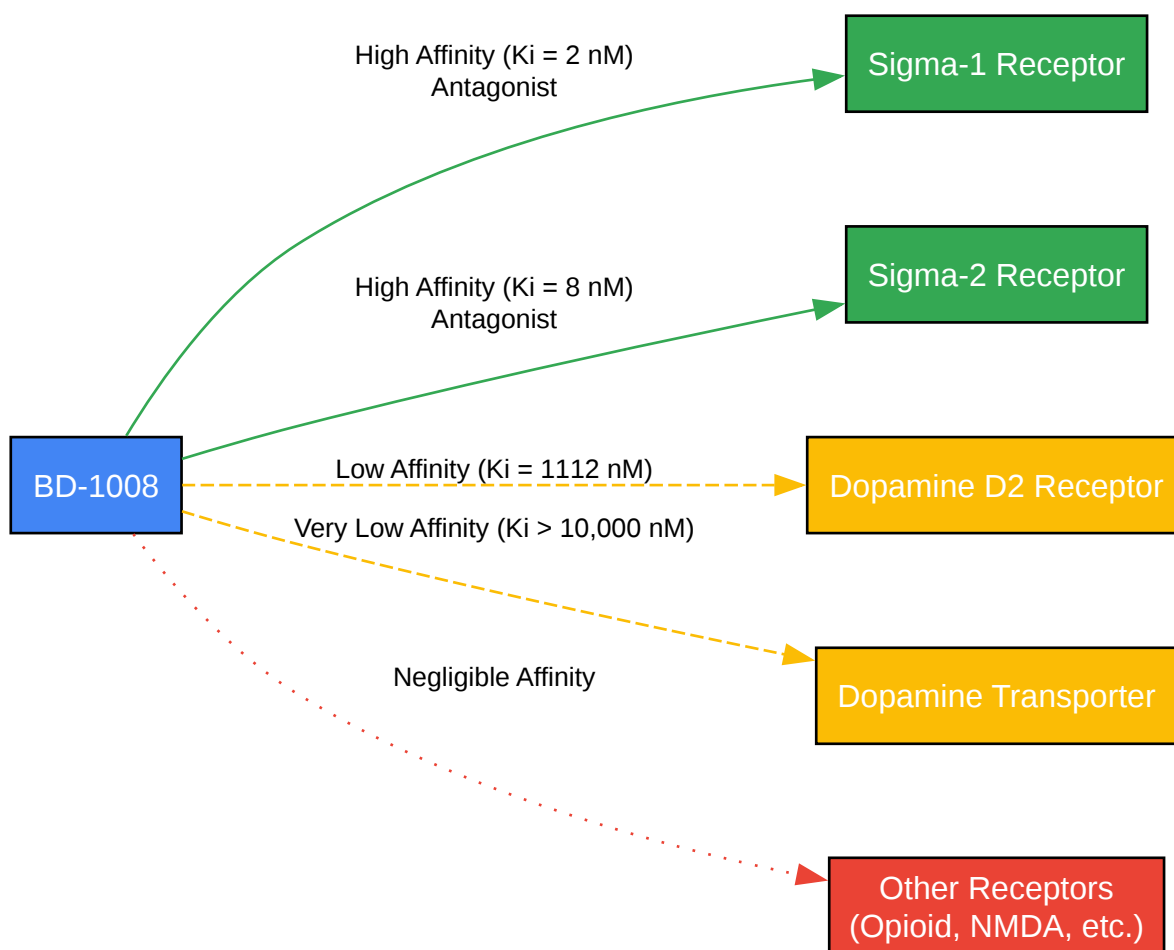 High Affinity (Ki = 2 nM)
Antagonist
Sigma-1 Receptor
High Affinity (Ki = 8 nM)
Antagonist
Sigma-2 Receptor
BD-1008
Low Affinity (Ki = 1112 nM)
Dopamine D2 Receptor
Very Low Affinity (Ki > 10,000 nM)
Dopamine Transporter
Negligible Affinity
Other Receptors
(Opioid, NMDA, etc.)